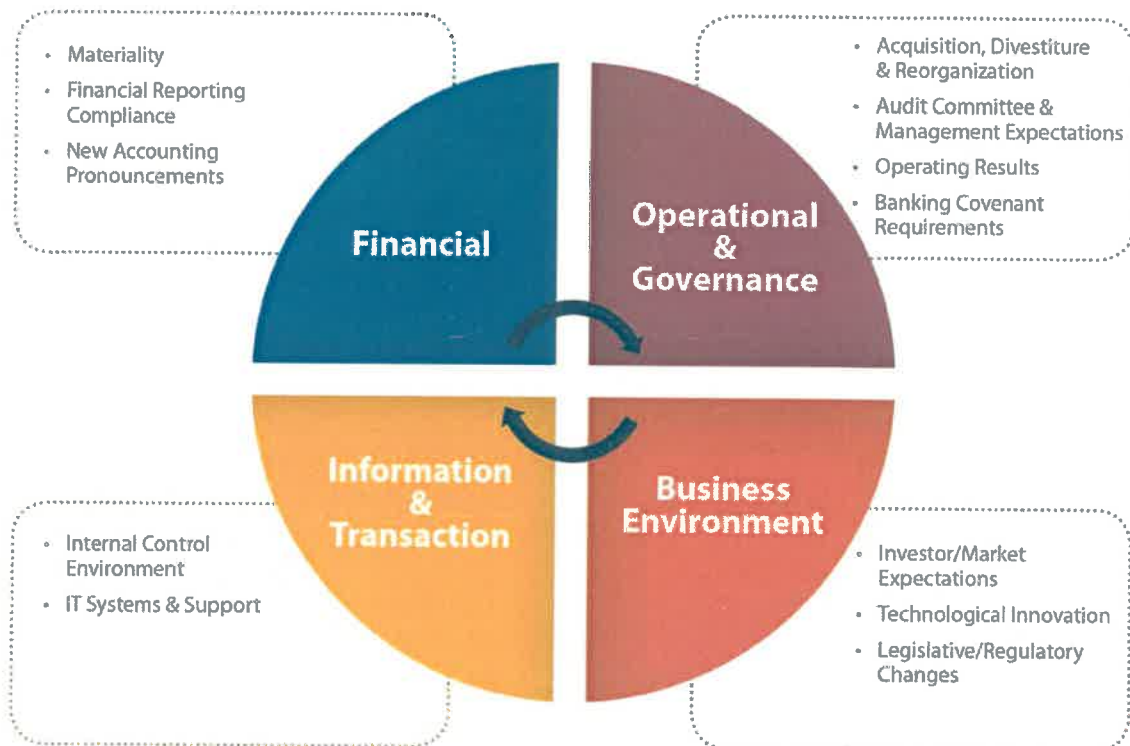 • Materiality
• Financial Reporting
Compliance
• New Accounting
Pronouncements
• Acquisition, Divestiture
& Reorganization
• Audit Committee &
Management Expectations
• Operating Results
• Banking Covenant
Requirements
Financial
Operational
&
Governance
Information
&
Transaction
Business
Environment
• Internal Control
Environment
• IT Systems & Support
• Investor/Market
Expectations
• Technological Innovation
• Legislative/Regulatory
Changes